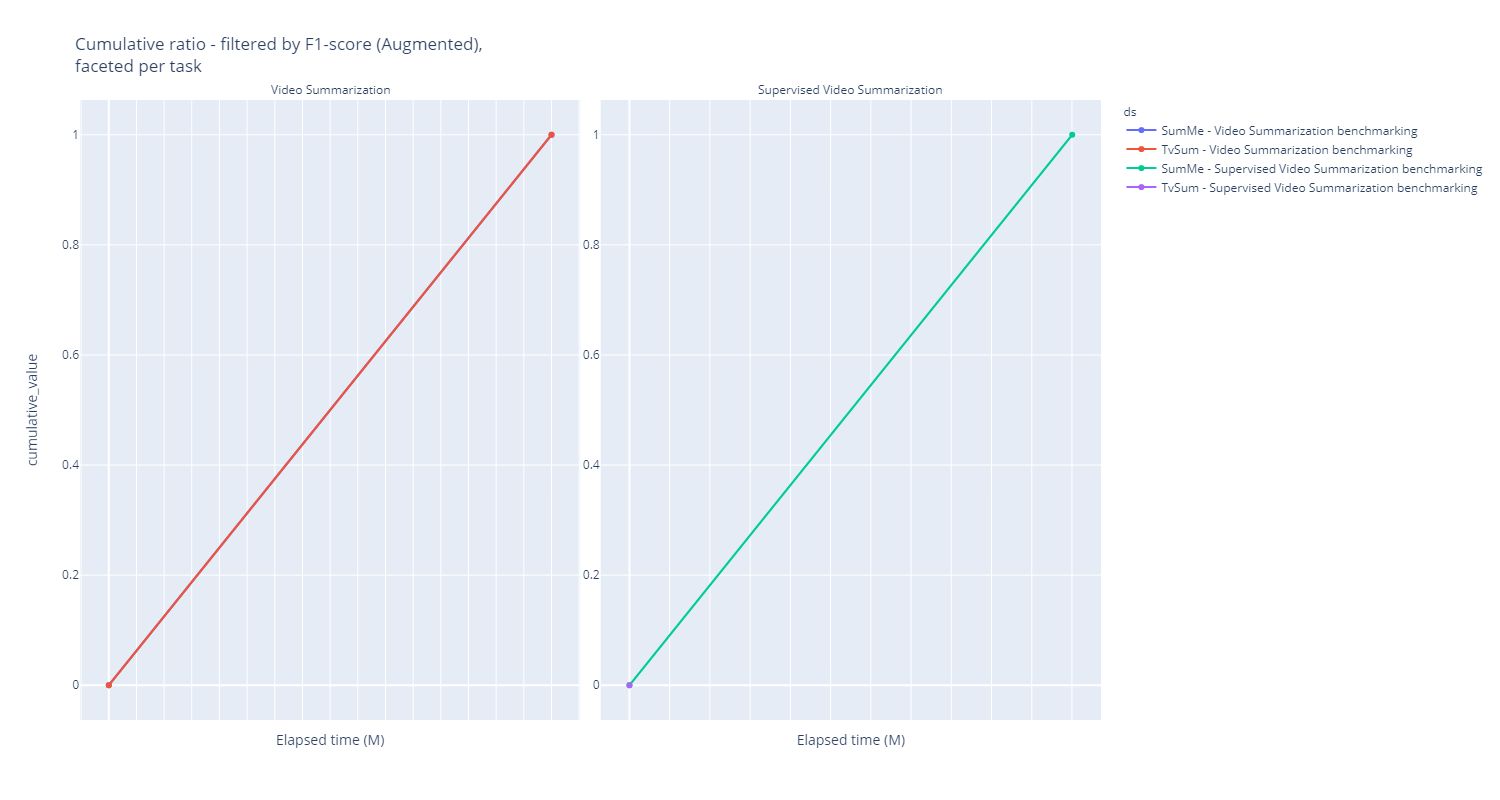 Cumulative ratio - filtered by F1-score (Augmented),
faceted per task
Video Summarization
Supervised Video Summarization
ds
SumMe - Video Summarization benchmarking
TvSum - Video Summarization benchmarking
SumMe - Supervised Video Summarization benchmarking
TvSum - Supervised Video Summarization benchmarking
cumulative_value
1
0.8
0.6
0.4
0.2
0
1
0.8
0.6
0.4
0.2
0
Elapsed time (M)
Elapsed time (M)